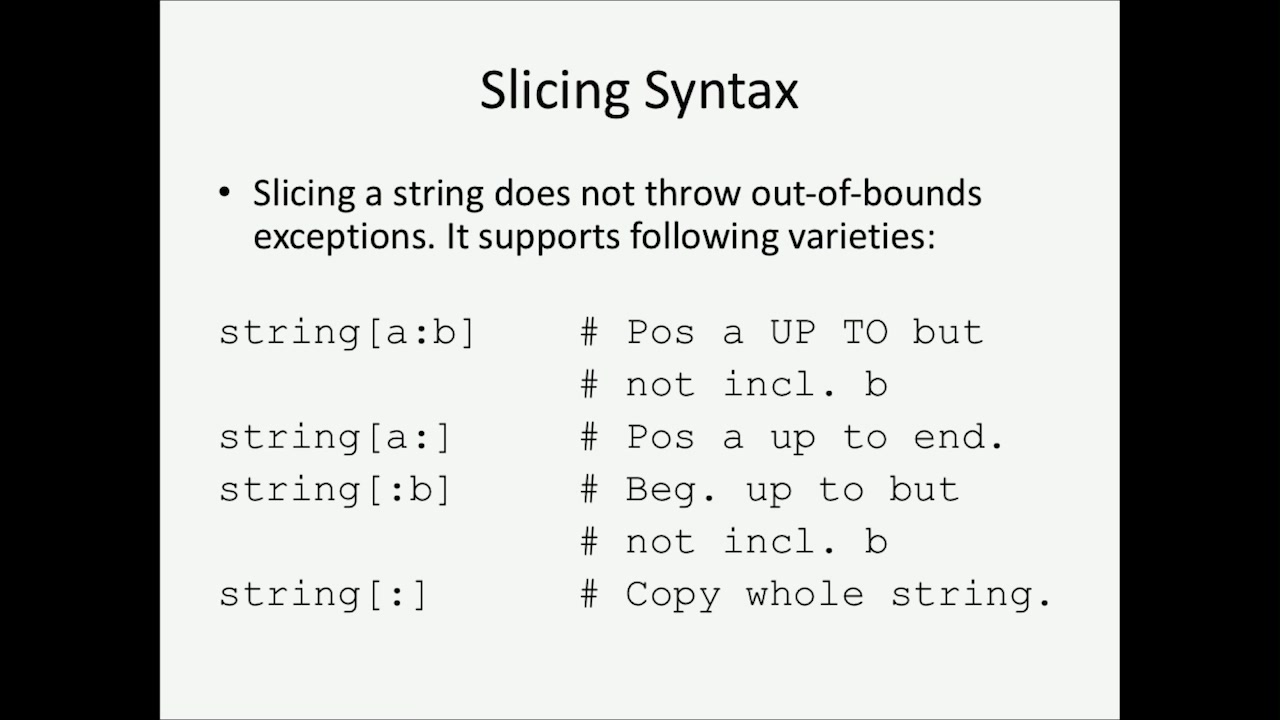 Slicing Syntax
• Slicing a string does not throw out-of-bounds
exceptions. It supports following varieties:
string[a:b] # Pos a UP TO but
# not incl. b
string[a:] # Pos a up to end.
string[:b] # Beg. up to but
# not incl. b
string[:] # Copy whole string.